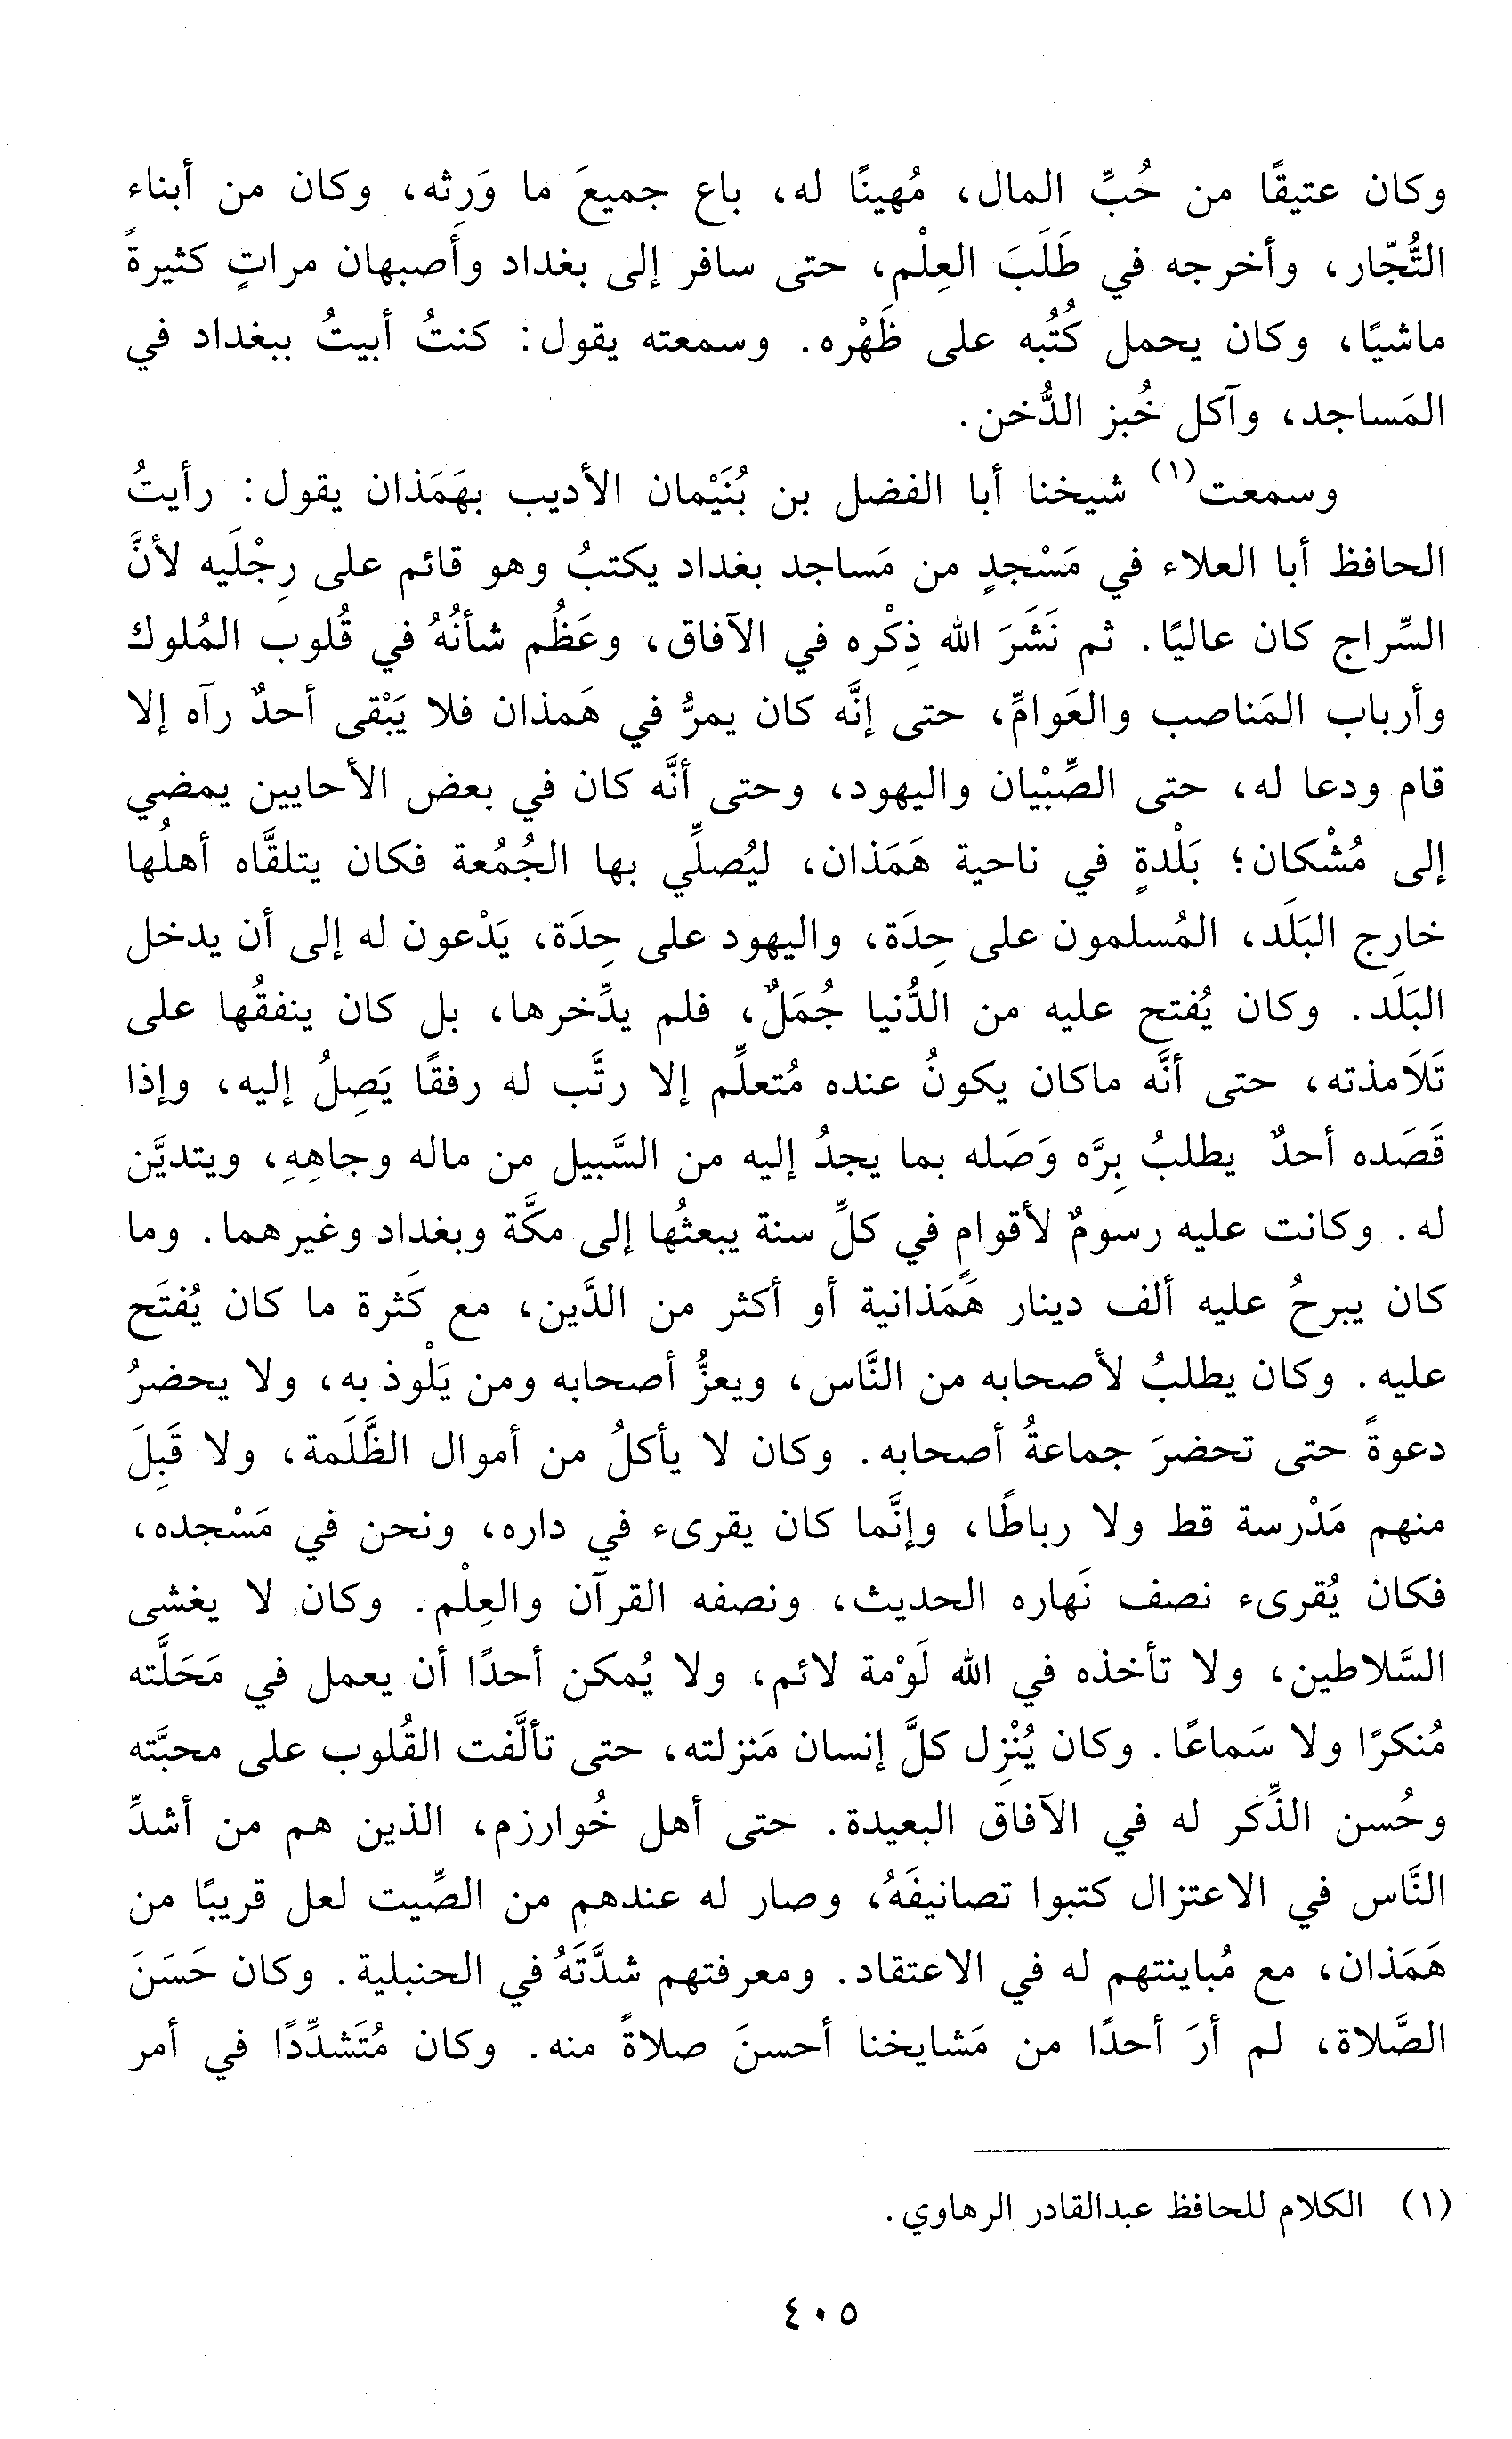 وكان عتيقًا من حُبِّ المال، مُهينًا له، باع جميعَ ما وَرِثه، وكان من أبناء
التُّجّار، وأخرجه في طَلَبَ العِلْم، حتى سافر إلى بغداد وأصبهان مراتٍ كثيرةً
ماشيًا، وكان يحمل كُتُبه على ظَهْره. وسمعته يقول: كنتُ أبيتُ ببغداد في
المَساجد، وآكل خُبز الدُّخن.
وسمعت(١) شيخنا أبا الفضل بن بُنَيْمان الأديب بهَمَذان يقول: رأيتُ
الحافظ أبا العلاء في مَسْجدٍ من مَساجد بغداد يكتبُ وهو قائم على رِجْلَيه لأنَّ
السِّراج كان عاليًا. ثم نَشَرَ الله ذِكْره في الآفاق، وعَظُم شأنُهُ في قُلوب المُلوك
وأرباب المَناصب والعَوامِّ، حتى إنَّه كان يمرُّ في هَمذان فلا يَبْقى أحدٌ رآه إلا
قام ودعا له، حتى الصِّبْيان واليهود، وحتى أنَّه كان في بعض الأحايين يمضي
إلى مُشْكان؛ بَلْدةٍ في ناحية هَمَذان، ليُصلِّي بها الجُمُعة فكان يتلقَّاه أهلُها
خارِج البَلَد، المُسلمون على حِدَة، واليهود على حِدَة، يَدْعون له إلى أن يدخل
البَلَد. وكان يُفتح عليه من الدُّنيا جُمَلٌ، فلم يدِّخرها، بل كان ينفقُها على
تَلَامذته، حتى أنَّه ماكان يكونُ عنده مُتعلِّم إلا رتَّب له رفقًا يَصِلُ إليه، وإذا
قَصَده أحدٌ يطلبُ بِرَّه وَصَله بما يجدُ إليه من السَّبيل من ماله وجاهِهِ، ويتديَّن
له. وكانت عليه رسومٌ لأقوامٍ في كلِّ سنة يبعثُها إلى مكَّة وبغداد وغيرهما. وما
كان يبرحُ عليه ألف دينار هَمَذانية أو أكثر من الدَّين، مع كَثرة ما كان يُفتَح
عليه. وكان يطلبُ لأصحابه من النَّاس، ويعزُّ أصحابه ومن يَلْوذ به، ولا يحضرُ
دعوةً حتى تحضرَ جماعةُ أصحابه. وكان لا يأكلُ من أموال الظَّلَمة، ولا قَبِلَ
منهم مَدْرسة قط ولا رباطًا، وإنَّما كان يقرىء في داره، ونحن في مَسْجده،
فكان يُقرىء نصف نَهاره الحديث، ونصفه القرآن والعِلْم. وكان لا يغشى
السَّلاطين، ولا تأخذه في الله لَوْمة لائم، ولا يُمكن أحدًا أن يعمل في مَحَلَّته
مُنكرًا ولا سَماعًا. وكان يُنْزِل كلَّ إنسان مَنزلته، حتى تألَّفت القُلوب على محبَّته
وحُسن الذِّكر له في الآفاق البعيدة. حتى أهل خُوارزم، الذين هم من أشدِّ
النَّاس في الاعتزال كتبوا تصانيفَهُ، وصار له عندهم من الصِّيت لعل قريبًا من
هَمَذان، مع مُباينتهم له في الاعتقاد. ومعرفتهم شدَّتَهُ في الحنبلية. وكان حَسَنَ
الصَّلاة، لم أرَ أحدًا من مَشايخنا أحسنَ صلاةً منه. وكان مُتَشدِّدًا في أمر
(١) الكلام للحافظ عبدالقادر الرهاوي.
٤٠٥